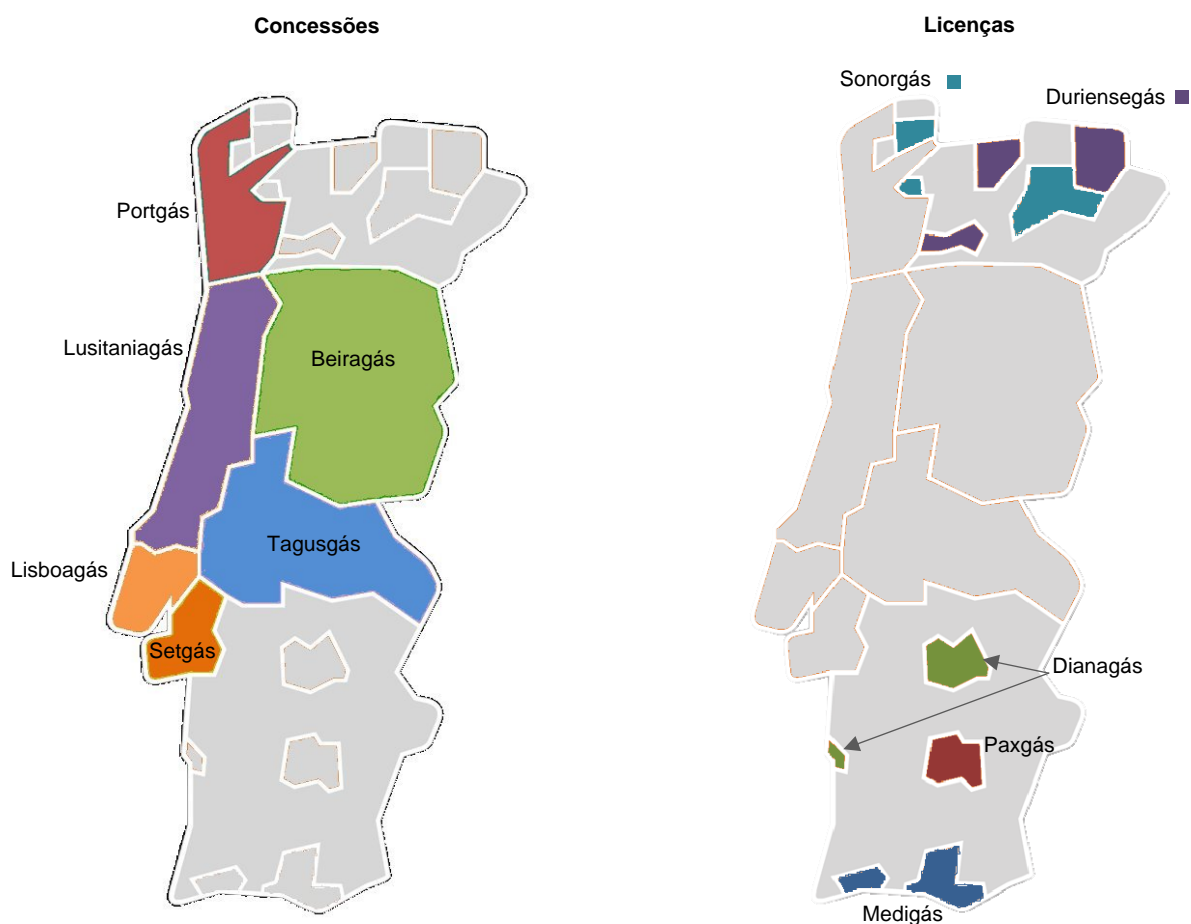 Concessões
Licenças
Sonorgás
Duriensegás
Portgás
Lusitaniagás
Beiragás
Tagusgás
Lisboagás
Setgás
Dianagás
Paxgás
Medigás